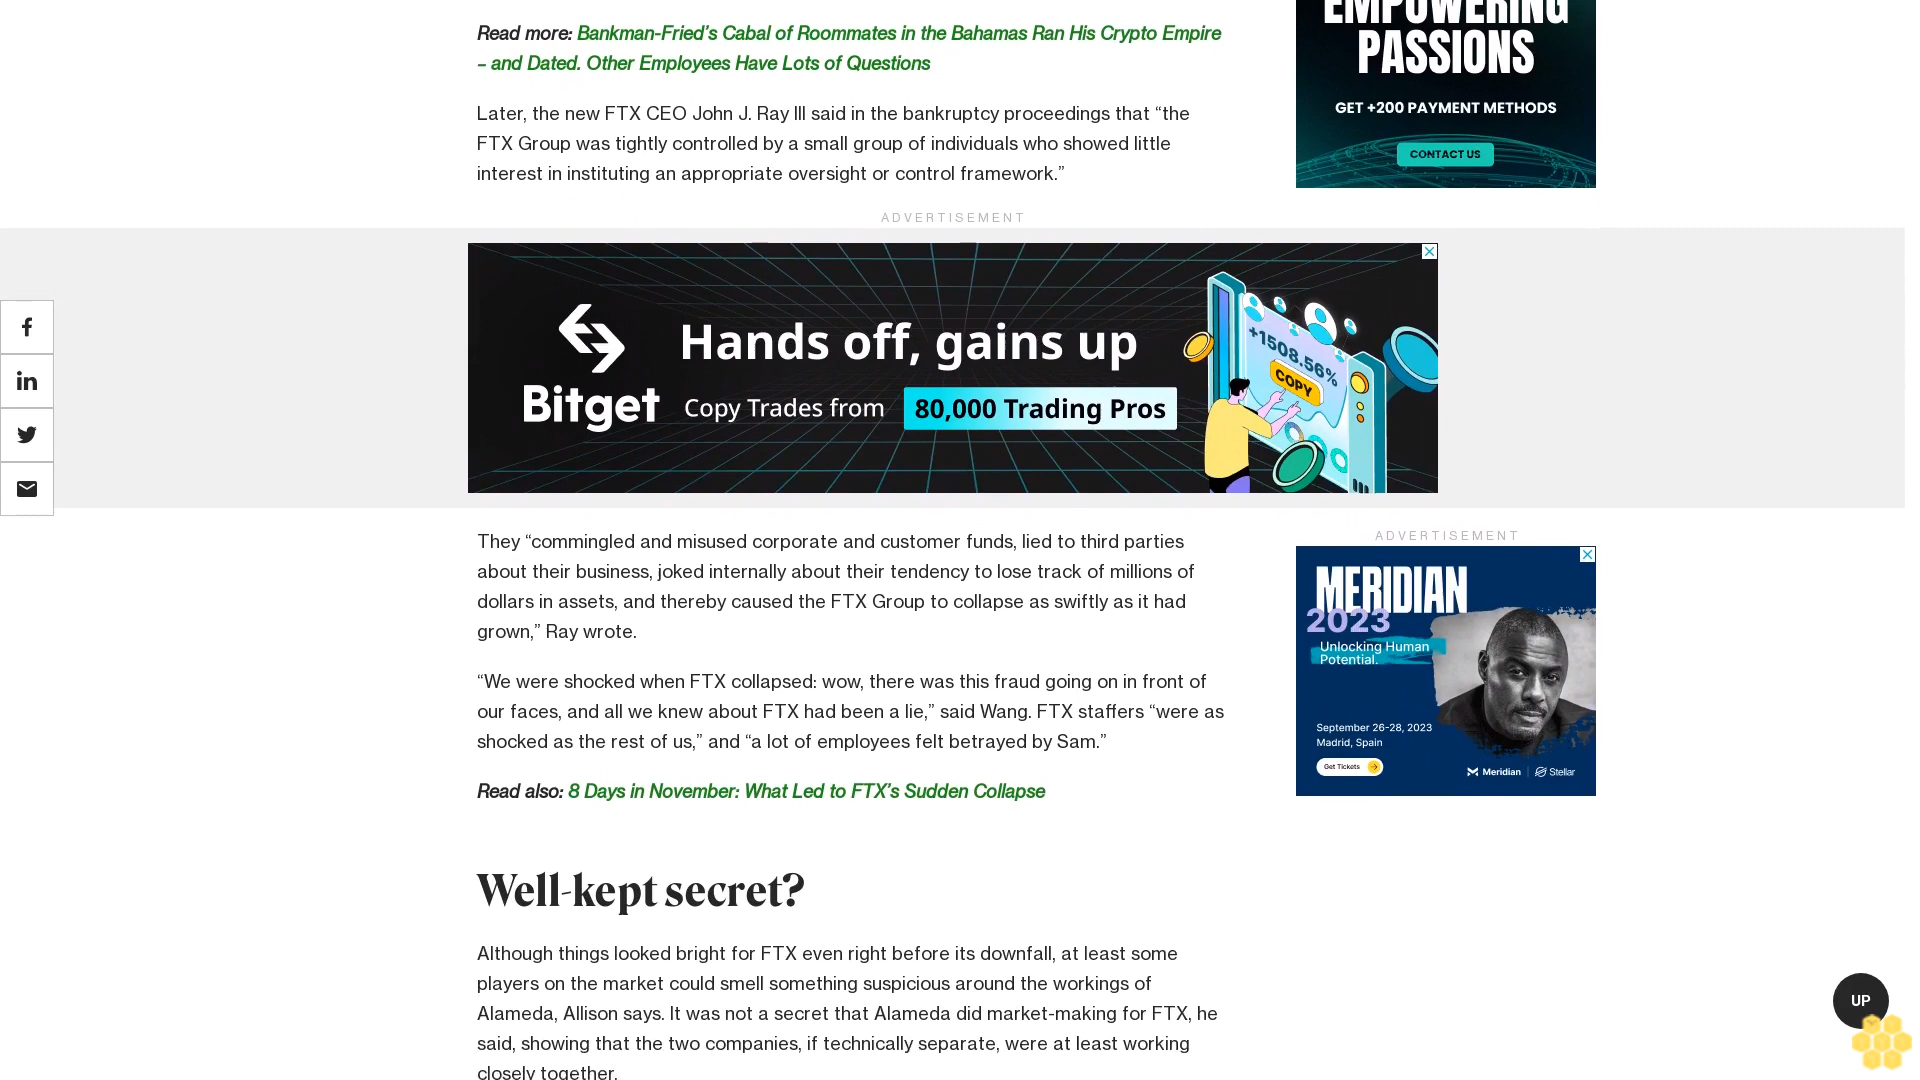 EMPOWERING
PASSIONS
GET +200 PAYMENT METHODS
CONTACT US
Read more: Bankman-Fried’s Cabal of Roommates in the Bahamas Ran His Crypto Empire
– and Dated. Other Employees Have Lots of Questions
Later, the new FTX CEO John J. Ray III said in the bankruptcy proceedings that “the
FTX Group was tightly controlled by a small group of individuals who showed little
interest in instituting an appropriate oversight or control framework.”
ADVERTISEMENT
Bitget
Hands off, gains up
Copy Trades from 80,000 Trading Pros
+1508.56%
COPY
They “commingled and misused corporate and customer funds, lied to third parties
about their business, joked internally about their tendency to lose track of millions of
dollars in assets, and thereby caused the FTX Group to collapse as swiftly as it had
grown,” Ray wrote.
“We were shocked when FTX collapsed: wow, there was this fraud going on in front of
our faces, and all we knew about FTX had been a lie,” said Wang. FTX staffers “were as
shocked as the rest of us,” and “a lot of employees felt betrayed by Sam.”
Read also: 8 Days in November: What Led to FTX’s Sudden Collapse
ADVERTISEMENT
MERIDIAN
2023
Unlocking Human
Potential.
September 26-28, 2023
Madrid, Spain
Get Tickets
Meridian | Stellar
Well-kept secret?
Although things looked bright for FTX even right before its downfall, at least some
players on the market could smell something suspicious around the workings of
Alameda, Allison says. It was not a secret that Alameda did market-making for FTX, he
said, showing that the two companies, if technically separate, were at least working
closely together.
UP